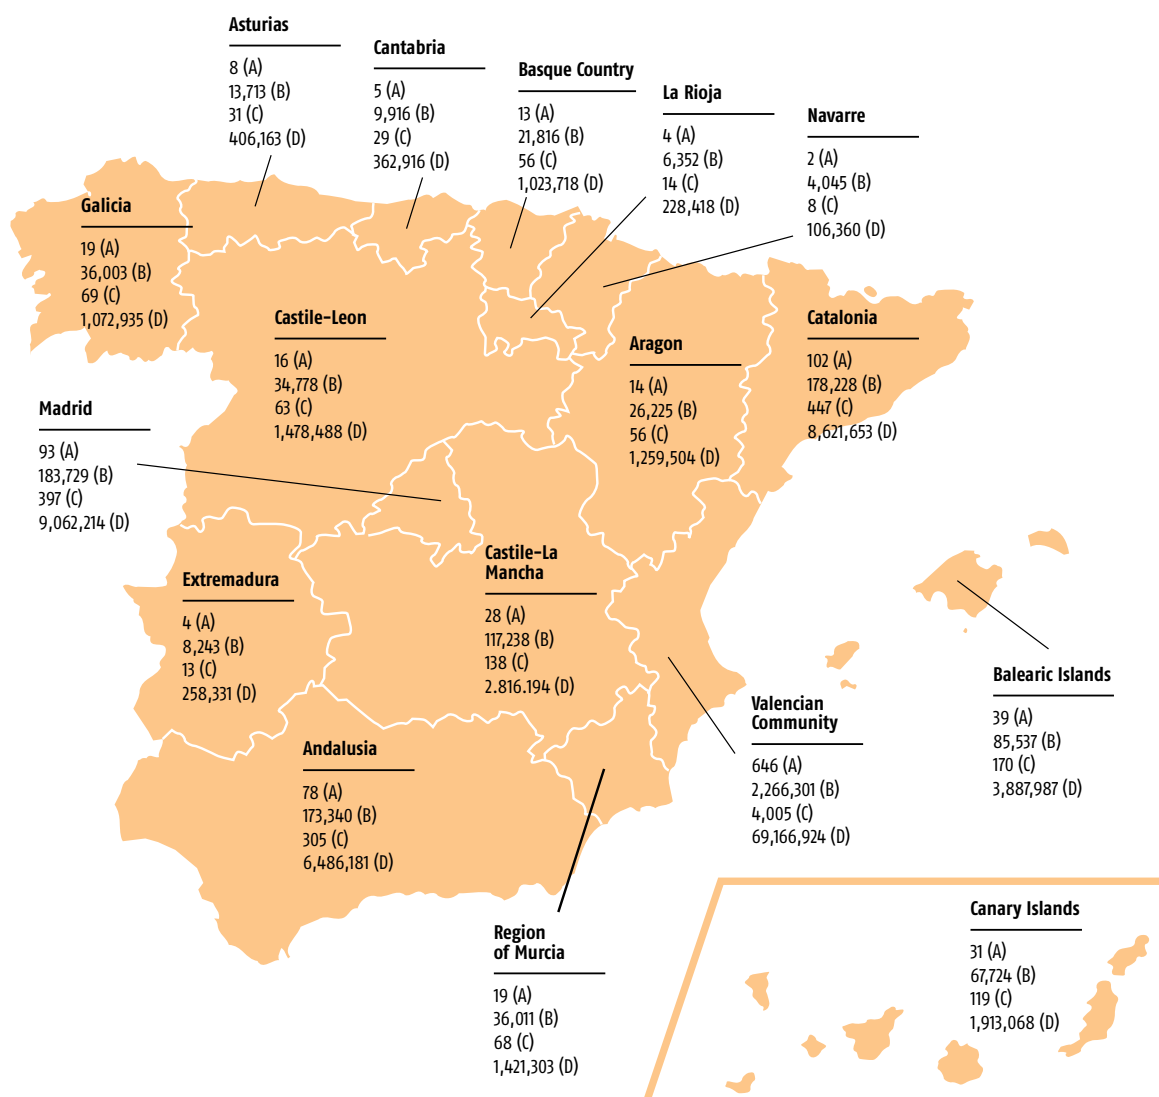 Asturias
8 (A)
13,713 (B)
31 (C)
406,163 (D)
Cantabria
5 (A)
9,916 (B)
29 (C)
362,916 (D)
Basque Country
13 (A)
21,816 (B)
56 (C)
1,023,718 (D)
La Rioja
4 (A)
6,352 (B)
14 (C)
228,418 (D)
Navarre
2 (A)
4,045 (B)
8 (C)
106,360 (D)
Galicia
19 (A)
36,003 (B)
69 (C)
1,072,935 (D)
Castile-Leon
16 (A)
34,778 (B)
63 (C)
1,478,488 (D)
Aragon
14 (A)
26,225 (B)
56 (C)
1,259,504 (D)
Catalonia
102 (A)
178,228 (B)
447 (C)
8,621,653 (D)
Madrid
93 (A)
183,729 (B)
397 (C)
9,062,214 (D)
Extremadura
4 (A)
8,243 (B)
13 (C)
258,331 (D)
Castile-La
Mancha
28 (A)
117,238 (B)
138 (C)
2.816.194 (D)
Balearic Islands
39 (A)
85,537 (B)
170 (C)
3,887,987 (D)
Valencian
Community
646 (A)
2,266,301 (B)
4,005 (C)
69,166,924 (D)
Andalusia
78 (A)
173,340 (B)
305 (C)
6,486,181 (D)
Region
of Murcia
19 (A)
36,011 (B)
68 (C)
1,421,303 (D)
Canary Islands
31 (A)
67,724 (B)
119 (C)
1,913,068 (D)